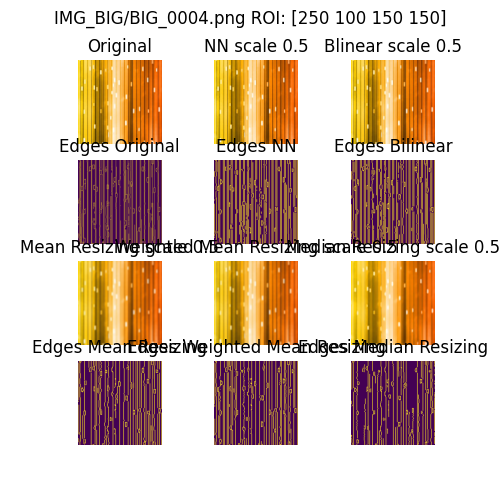 IMG_BIG/BIG_0004.png ROI: [250 100 150 150]
Original NN scale 0.5 Blinear scale 0.5
Edges Original Edges NN Edges Bilinear
Mean Resizing scale 0.5 Weighted Mean Resizing scale 0.5 Median Resizing scale 0.5
Edges Mean Resizing Edges Weighted Mean Resizing Edges Median Resizing